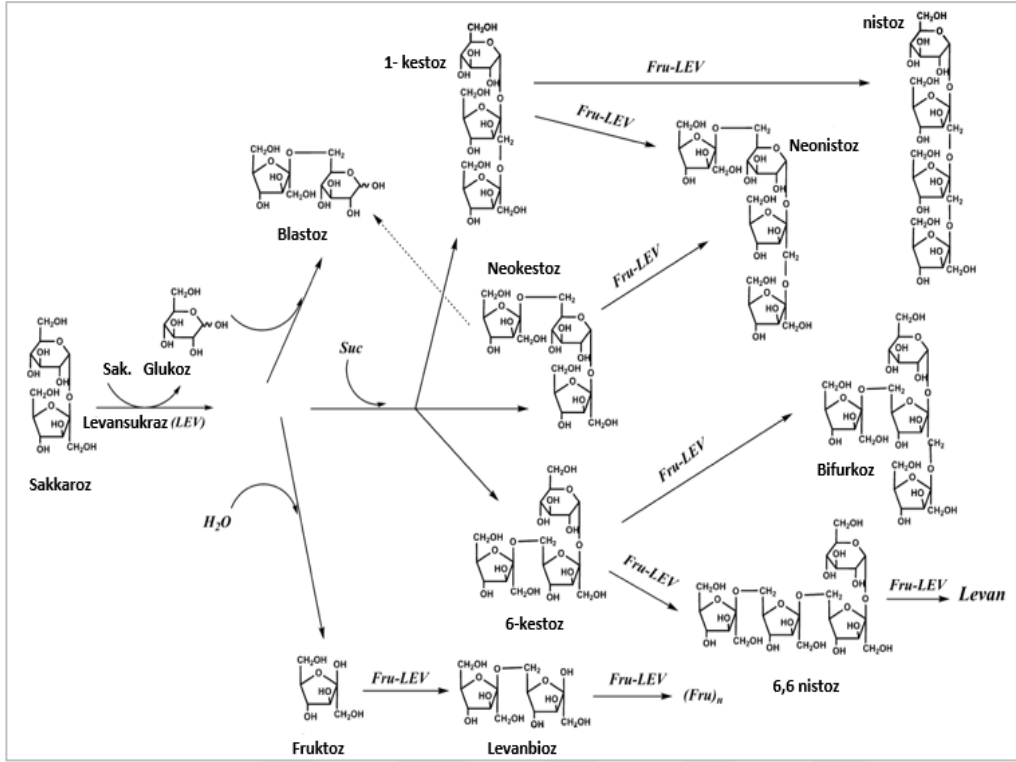 nistoz
1- kestoz
Fru-LEV
Fru-LEV
Neonistoz
Blastoz
Neokestoz
Fru-LEV
Suc
Sak. Glukoz
Levansukraz (LEV)
Sakkaroz
H₂O
Fru-LEV
Bifurkoz
6-kestoz
Fru-LEV
Fru-LEV
Levan
6,6 nistoz
Fru-LEV
Fru-LEV
(Fru)ₙ
Fruktoz
Levanbioz